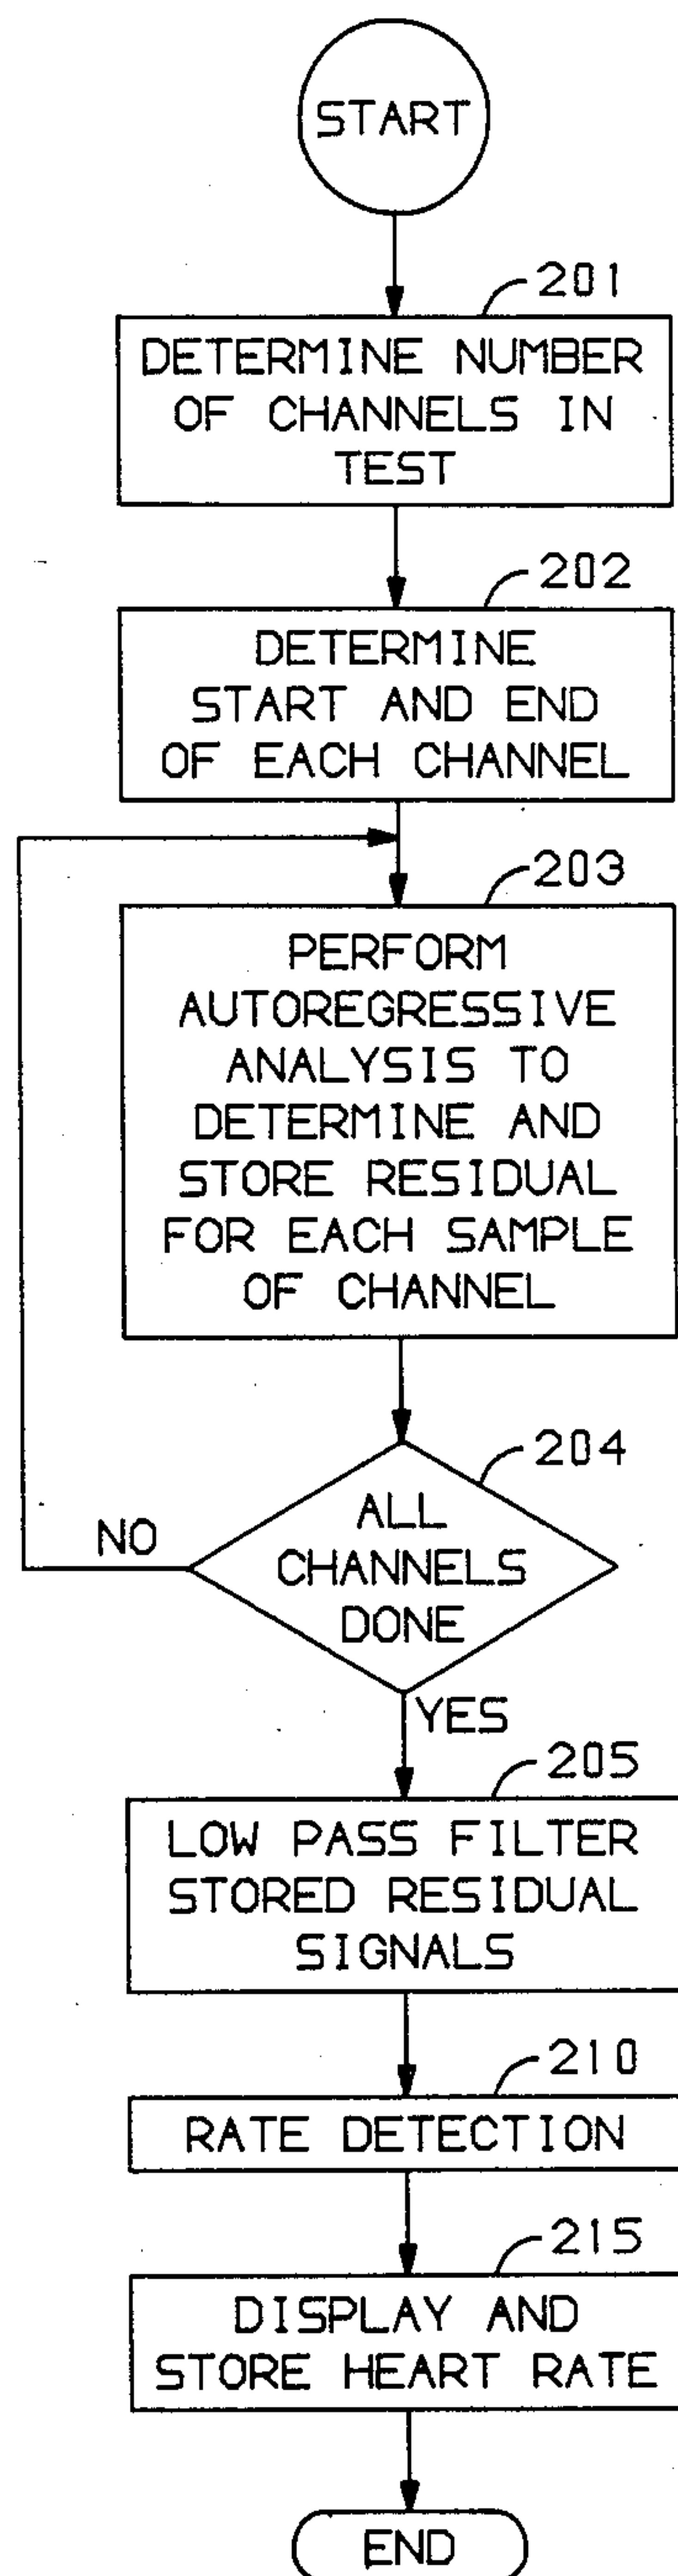 START
201
DETERMINE NUMBER
OF CHANNELS IN
TEST
202
DETERMINE
START AND END
OF EACH CHANNEL
203
PERFORM
AUTOREGRESSIVE
ANALYSIS TO
DETERMINE AND
STORE RESIDUAL
FOR EACH SAMPLE
OF CHANNEL
204
ALL
CHANNELS
DONE
NO
YES
205
LOW PASS FILTER
STORED RESIDUAL
SIGNALS
210
RATE DETECTION
215
DISPLAY AND
STORE HEART RATE
END